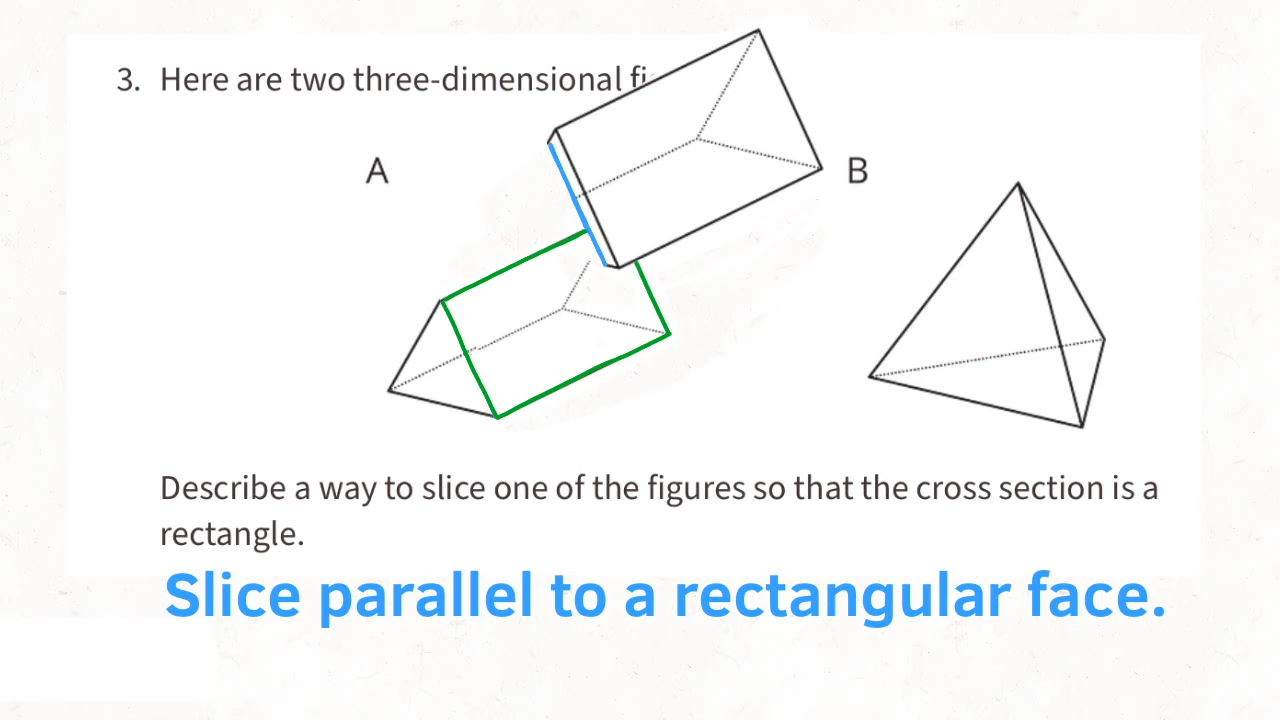 3. Here are two three-dimensional
A
B
Describe a way to slice one of the figures so that the cross section is a
rectangle.
Slice parallel to a rectangular face.